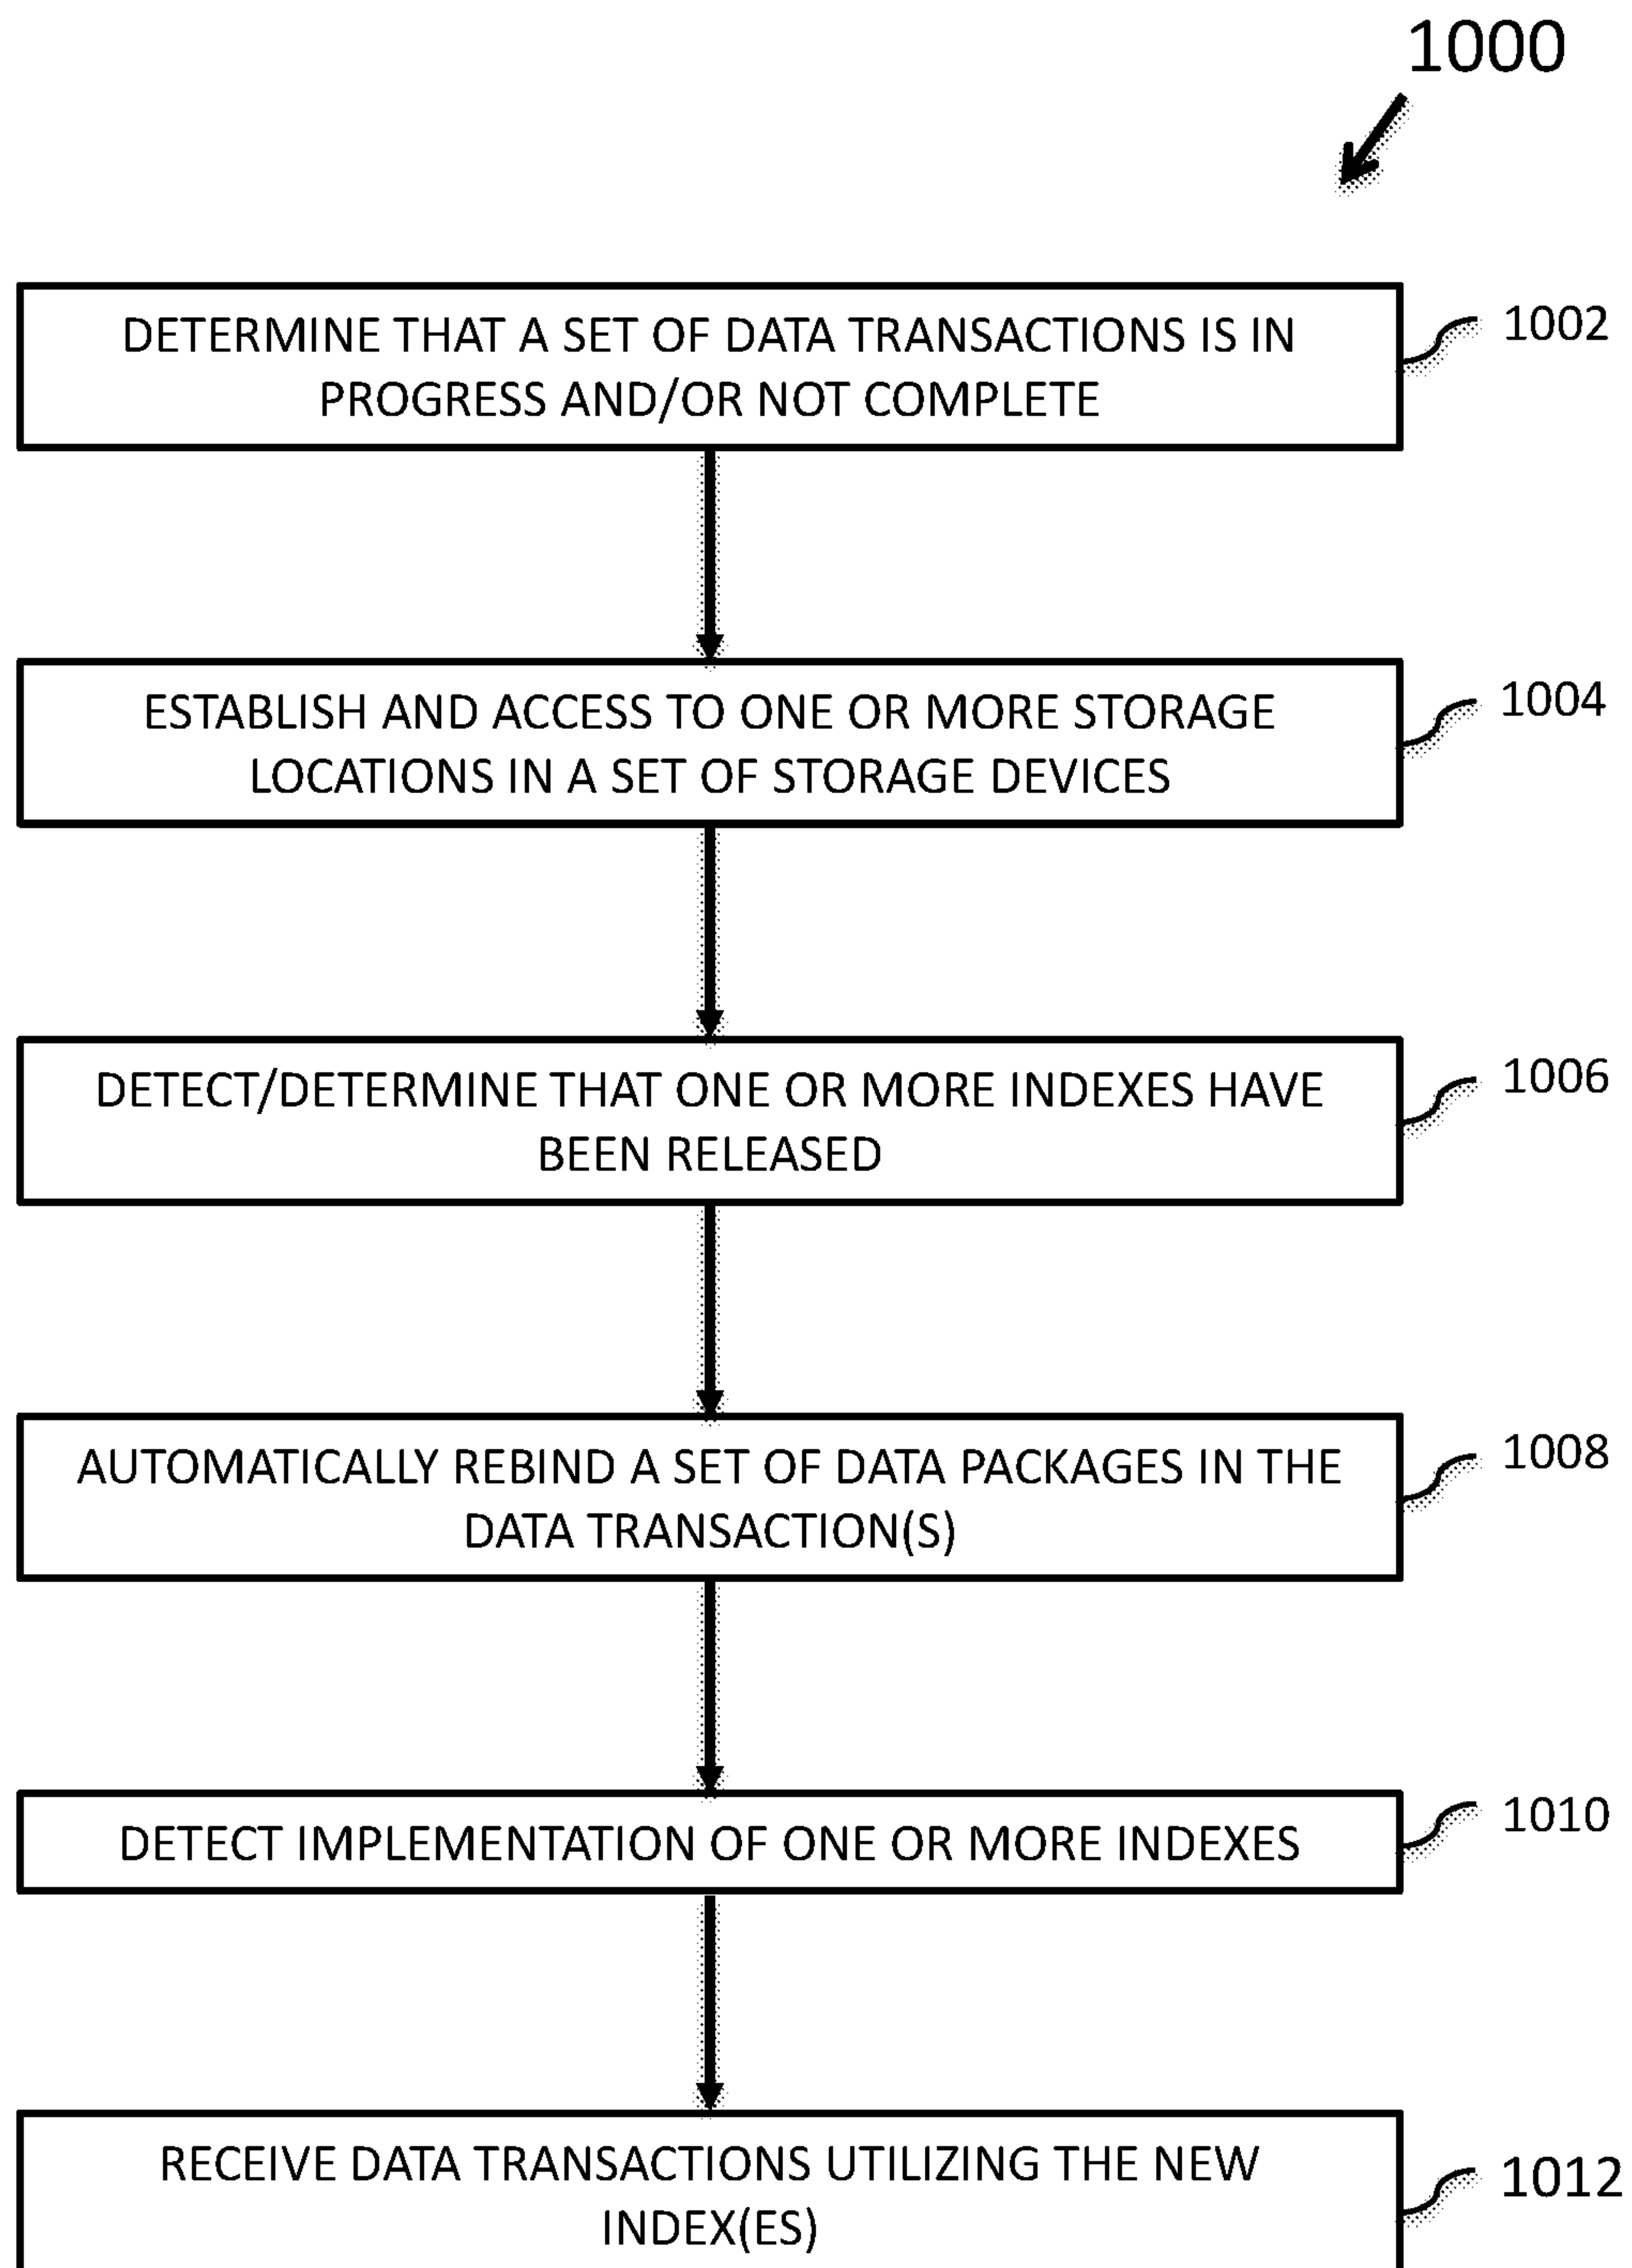 1000
DETERMINE THAT A SET OF DATA TRANSACTIONS IS IN
PROGRESS AND/OR NOT COMPLETE
1002
ESTABLISH AND ACCESS TO ONE OR MORE STORAGE
LOCATIONS IN A SET OF STORAGE DEVICES
1004
DETECT/DETERMINE THAT ONE OR MORE INDEXES HAVE
BEEN RELEASED
1006
AUTOMATICALLY REBIND A SET OF DATA PACKAGES IN THE
DATA TRANSACTION(S)
1008
DETECT IMPLEMENTATION OF ONE OR MORE INDEXES
1010
RECEIVE DATA TRANSACTIONS UTILIZING THE NEW
INDEX(ES)
1012